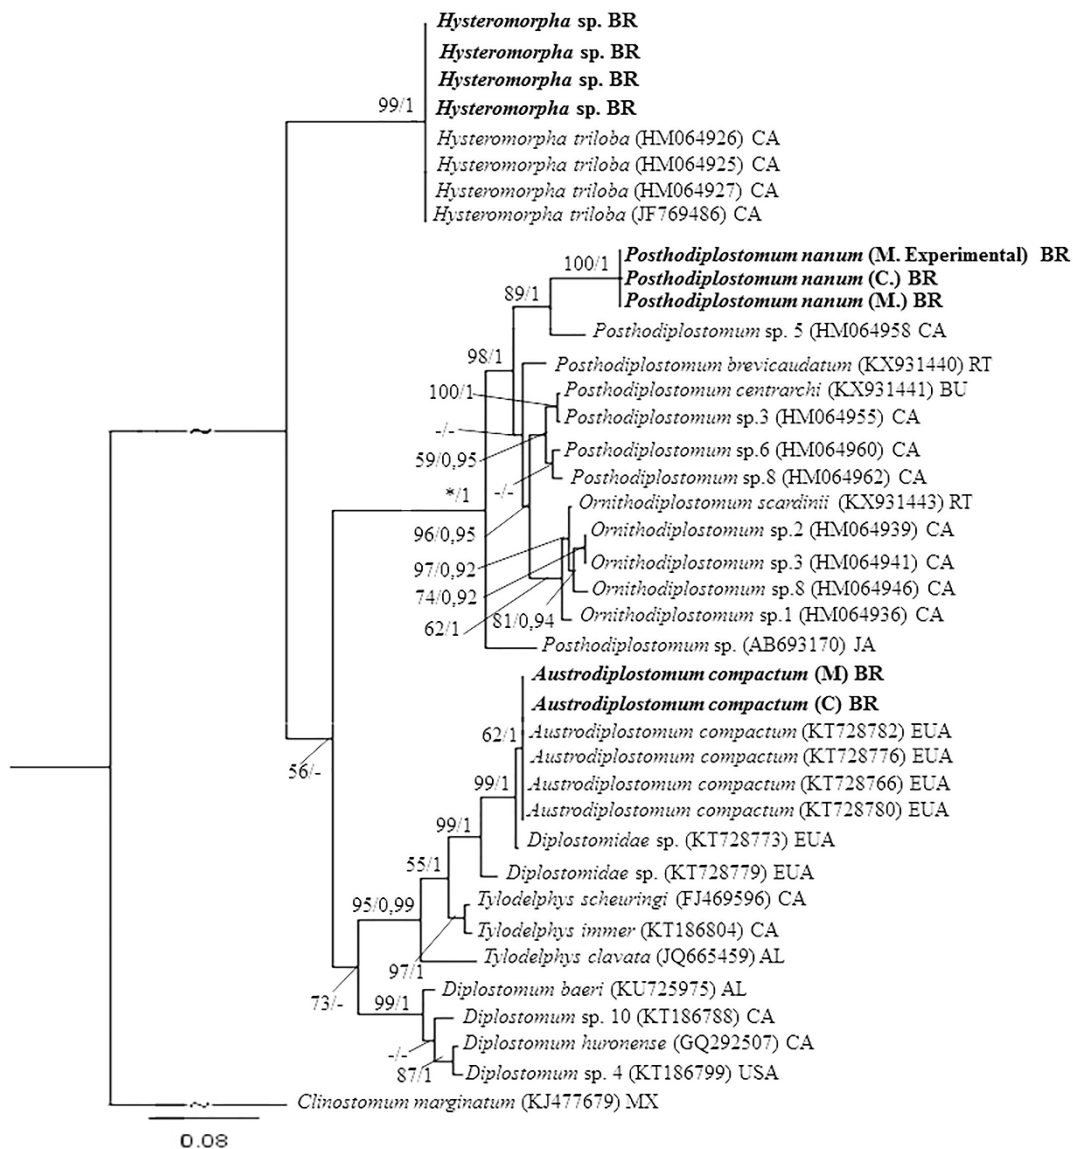 Hysteromorpha sp. BR
Hysteromorpha sp. BR
Hysteromorpha sp. BR
99/1
Hysteromorpha sp. BR
Hysteromorpha triloba (HM064926) CA
Hysteromorpha triloba (HM064925) CA
Hysteromorpha triloba (HM064927) CA
Hysteromorpha triloba (JF769486) CA
Posthodiplostomum nanum (M. Experimental) BR
100/1
Posthodiplostomum nanum (C.) BR
89/1
Posthodiplostomum nanum (M.) BR
Posthodiplostomum sp. 5 (HM064958 CA
98/1
Posthodiplostomum brevicaudatum (KX931440) RT
100/1
Posthodiplostomum centrarchi (KX931441) BU
Posthodiplostomum sp.3 (HM064955) CA
-/-
59/0,95
Posthodiplostomum sp.6 (HM064960) CA
Posthodiplostomum sp.8 (HM064962) CA
*/1
-/-
Ornithodiplostomum scardinii (KX931443) RT
96/0,95
Ornithodiplostomum sp.2 (HM064939) CA
97/0,92
Ornithodiplostomum sp.3 (HM064941) CA
74/0,92
Ornithodiplostomum sp.8 (HM064946) CA
62/1
81/0,94
Ornithodiplostomum sp.1 (HM064936) CA
Posthodiplostomum sp. (AB693170) JA
Austrodiplostomum compactum (M) BR
Austrodiplostomum compactum (C) BR
62/1
Austrodiplostomum compactum (KT728782) EUA
Austrodiplostomum compactum (KT728776) EUA
56/-
99/1
Austrodiplostomum compactum (KT728766) EUA
Austrodiplostomum compactum (KT728780) EUA
99/1
Diplostomidae sp. (KT728773) EUA
55/1
Diplostomidae sp. (KT728779) EUA
95/0,99
Tylodelphys scheuringi (FJ469596) CA
Tylodelphys immer (KT186804) CA
Tylodelphys clavata (JQ665459) AL
97/1
73/-
99/1
Diplostomum baeri (KU725975) AL
Diplostomum sp. 10 (KT186788) CA
Diplostomum huronense (GQ292507) CA
-/-
87/1
Diplostomum sp. 4 (KT186799) USA
Clinostomum marginatum (KJ477679) MX
0.08